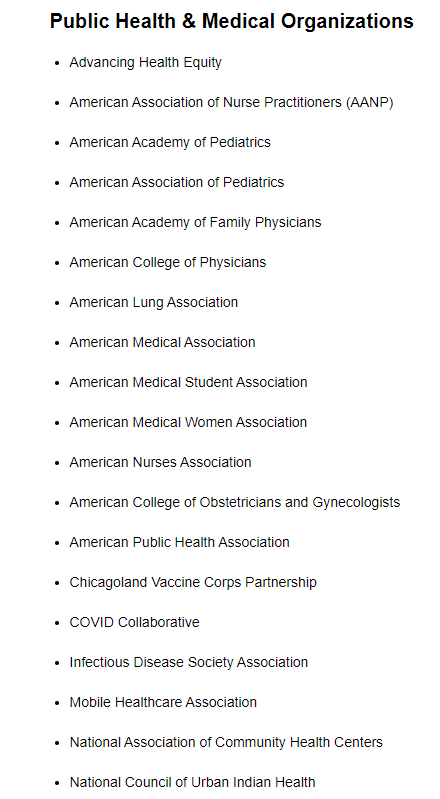 Public Health & Medical Organizations
Advancing Health Equity
American Association of Nurse Practitioners (AANP)
American Academy of Pediatrics
American Association of Pediatrics
American Academy of Family Physicians
American College of Physicians
American Lung Association
American Medical Association
American Medical Student Association
American Medical Women Association
American Nurses Association
American College of Obstetricians and Gynecologists
American Public Health Association
Chicagoland Vaccine Corps Partnership
COVID Collaborative
Infectious Disease Society Association
Mobile Healthcare Association
National Association of Community Health Centers
National Council of Urban Indian Health